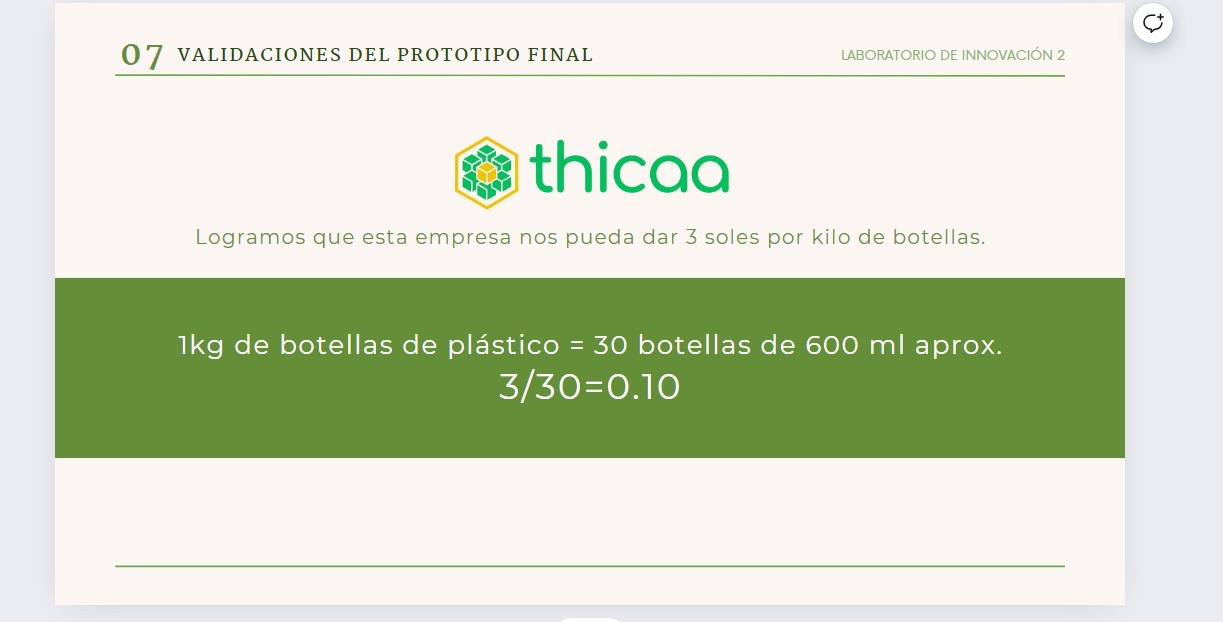 07 VALIDACIONES DEL PROTOTIPO FINAL
LABORATORIO DE INNOVACIÓN 2
thicaa
Logramos que esta empresa nos pueda dar 3 soles por kilo de botellas.
1kg de botellas de plástico = 30 botellas de 600 ml aprox.
3/30=0.10